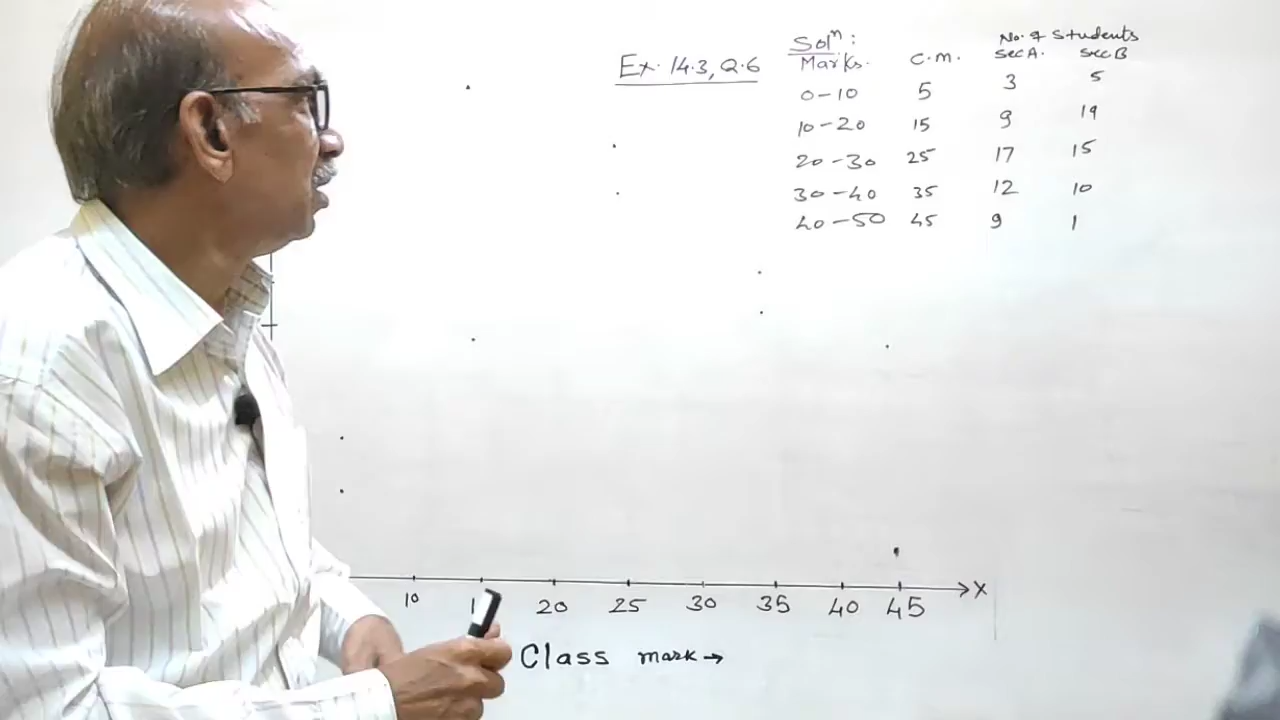 Ex. 14.3, Q.6
Solⁿ :
No. of Students
Marks. C.M. Sec A. Sec B
0-10 5 3 5
10-20 15 9 19
20-30 25 17 15
30-40 35 12 10
40-50 45 9 1
10 20 25 30 35 40 45 X
Class mark →